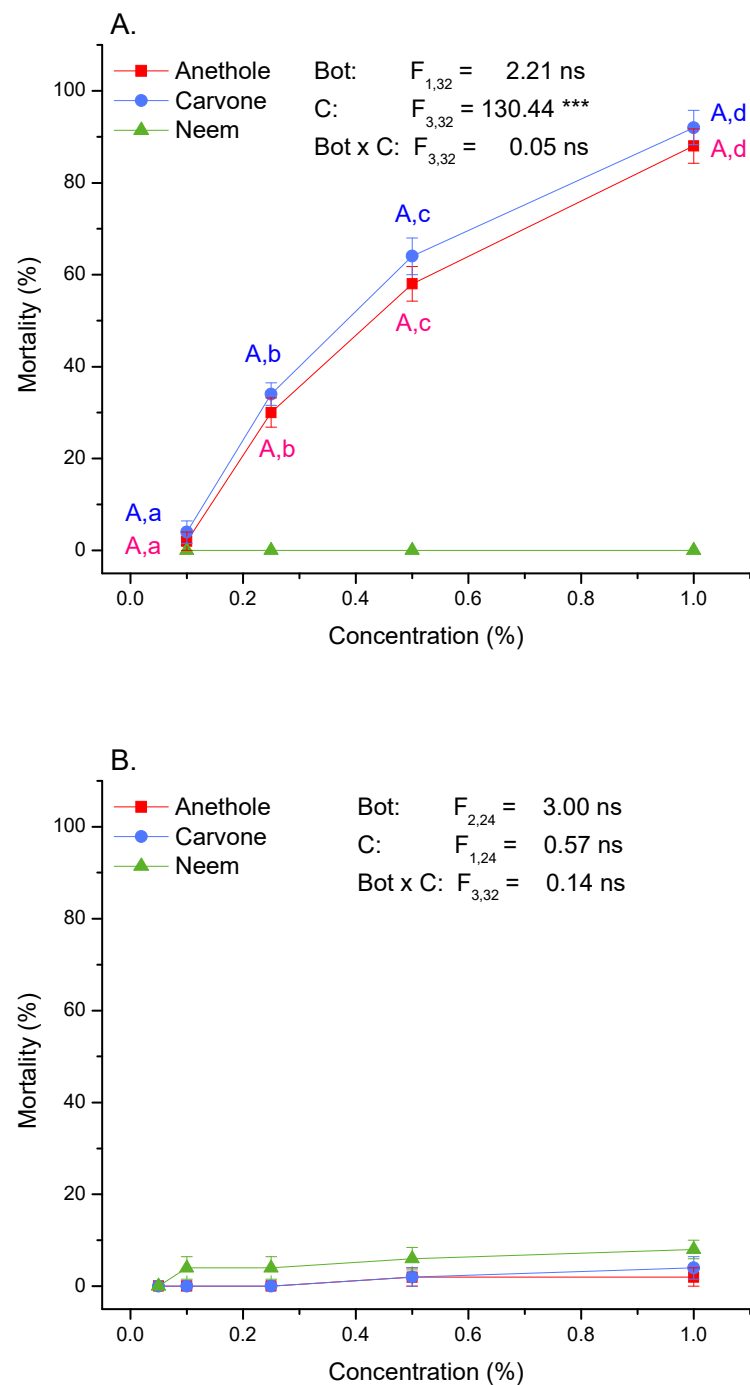 A.
Anethole Bot: F1,32 = 2.21 ns
Carvone C: F3,32 = 130.44 ***
Neem Bot x C: F3,32 = 0.05 ns
100
80
60
40
20
0
Mortality (%)
A,d
A,d
A,c
A,c
A,b
A,b
A,a
A,a
0.0 0.2 0.4 0.6 0.8 1.0
Concentration (%)
B.
Anethole Bot: F2,24 = 3.00 ns
Carvone C: F1,24 = 0.57 ns
Neem Bot x C: F3,32 = 0.14 ns
100
80
60
40
20
0
Mortality (%)
0.0 0.2 0.4 0.6 0.8 1.0
Concentration (%)